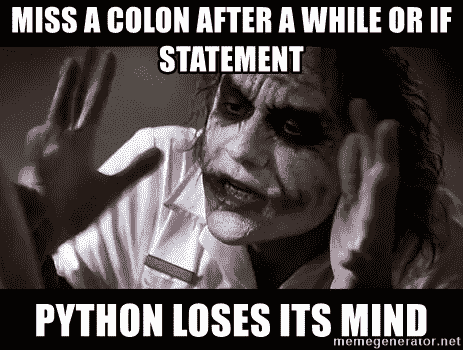 MISS A COLON AFTER A WHILE OR IF
STATEMENT
PYTHON LOSES ITS MIND
memegenerator.net